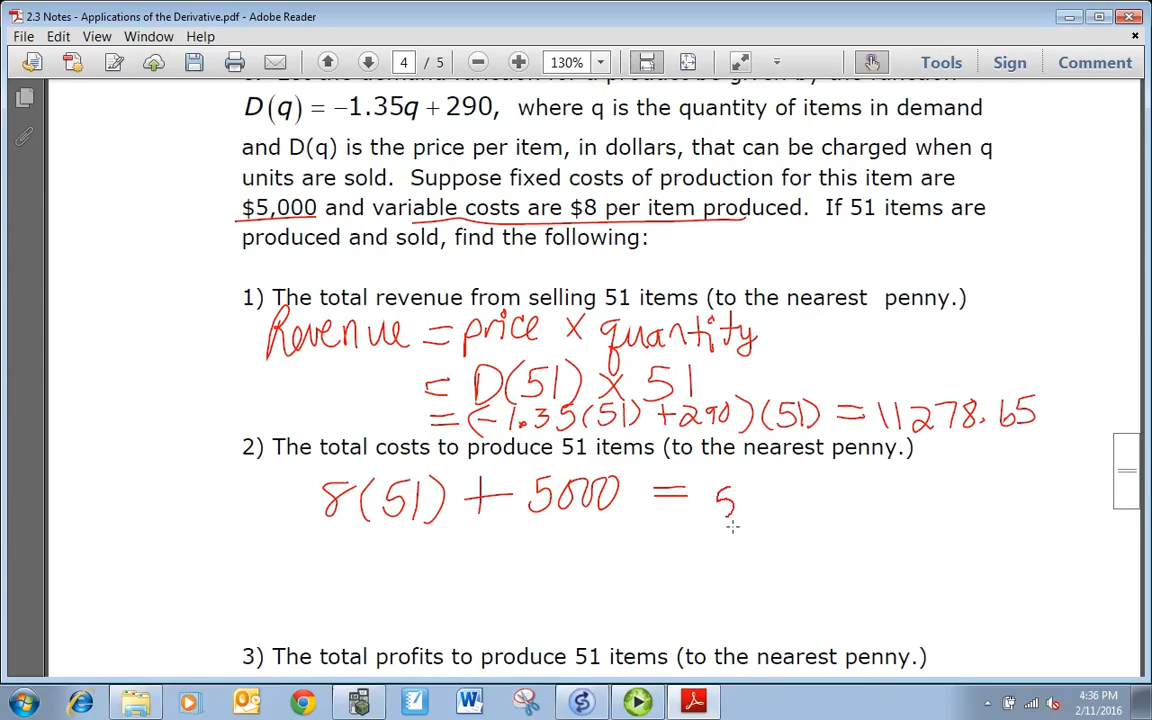 2.3 Notes - Applications of the Derivative.pdf - Adobe Reader
File Edit View Window Help
4 / 5 130% Tools Sign Comment
D(q) = −1.35q + 290, where q is the quantity of items in demand
and D(q) is the price per item, in dollars, that can be charged when q
units are sold. Suppose fixed costs of production for this item are
$5,000 and variable costs are $8 per item produced. If 51 items are
produced and sold, find the following:
1) The total revenue from selling 51 items (to the nearest penny.)
Revenue = price × quantity
= D(51) × 51
= (-1.35(51) + 290)(51) = 11278.65
2) The total costs to produce 51 items (to the nearest penny.)
8(51) + 5000 = 5
3) The total profits to produce 51 items (to the nearest penny.)
4:36 PM
2/11/2016